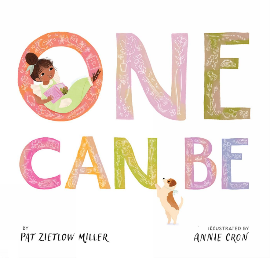 ONE
CAN BE
BY
PAT ZIETLOW MILLER
ILLUSTRATED BY
ANNIE CRON